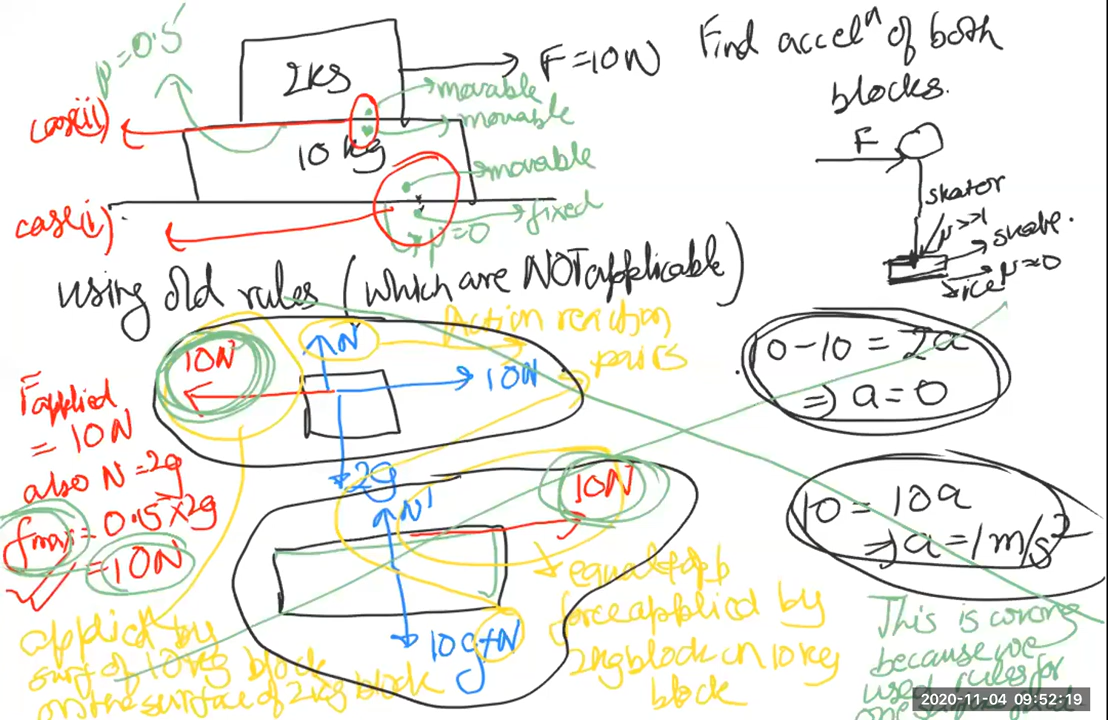 μ=0.5
2kg
F=10N
Find accelⁿ of both
blocks.
movable
movable
case(ii)
10 kg
movable
fixed
case(i)
μ=0
F
skator
μ>>1
skate.
ice μ≈0
using old rules (which are NOT applicable)
Action reaction
pairs
10N
N
10N
2g
10-10 = 2a
⇒ a=0
Fapplied
= 10N
also N=2g
fmax = 0.5×2g
= 10N
N'
10N
10g+N
10 = 10a
⇒ a=1m/s²
equal & opp
force applied by
2kg block on 10kg
block
applied by
surf of 10kg block
on the surface of 2kg block
This is wrong
because we
used rules for
one
2020-11-04 09:52:19